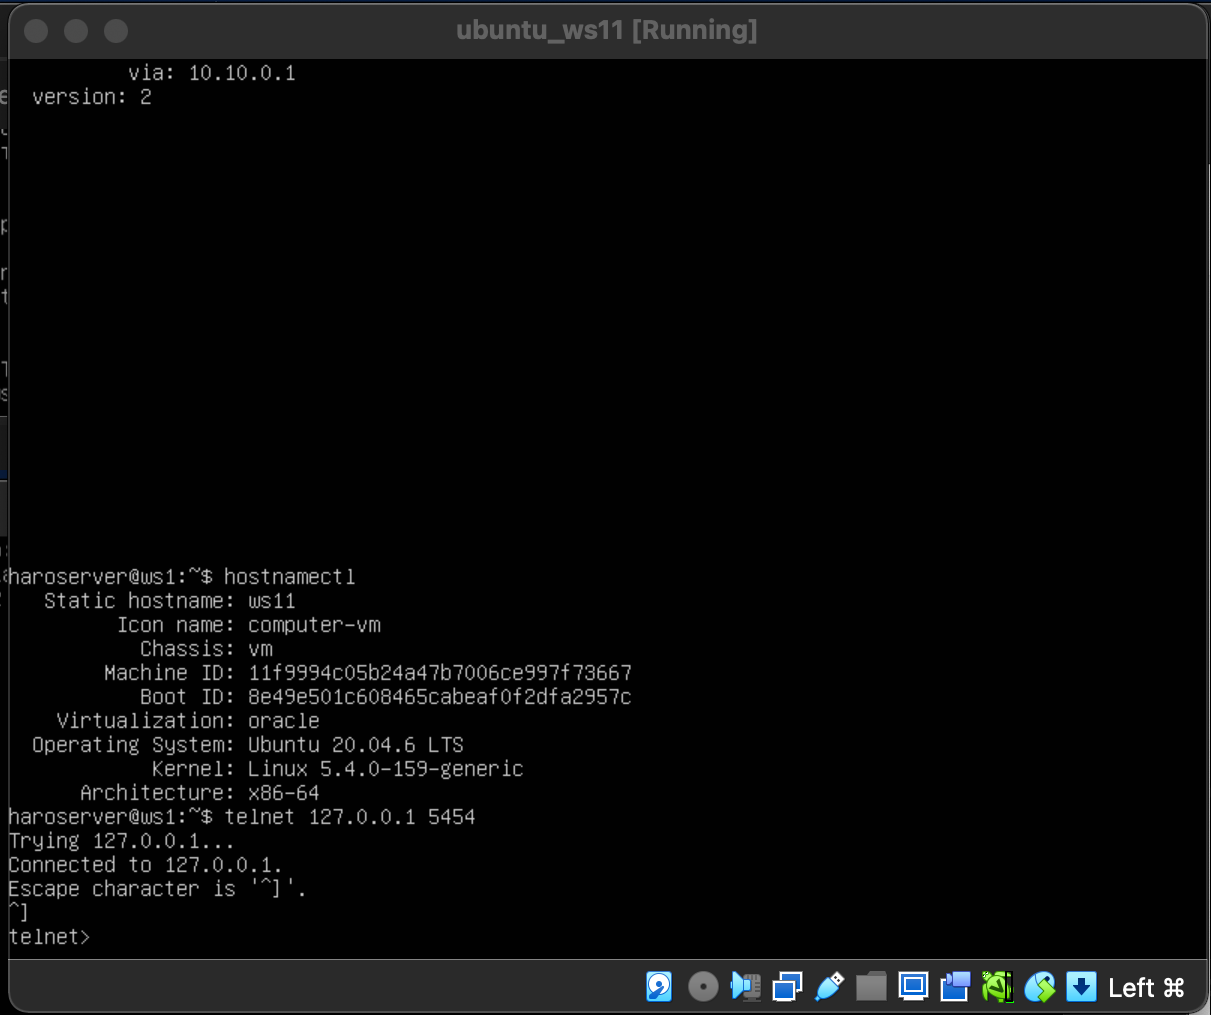 ubuntu_ws11 [Running]
via: 10.10.0.1
version: 2
haroserver@ws1:~$ hostnamectl
Static hostname: ws11
Icon name: computer-vm
Chassis: vm
Machine ID: 11f9994c05b24a47b7006ce997f73667
Boot ID: 8e49e501c608465cabeaf0f2dfa2957c
Virtualization: oracle
Operating System: Ubuntu 20.04.6 LTS
Kernel: Linux 5.4.0-159-generic
Architecture: x86-64
haroserver@ws1:~$ telnet 127.0.0.1 5454
Trying 127.0.0.1...
Connected to 127.0.0.1.
Escape character is '^]'.
^]
telnet>
Left ⌘